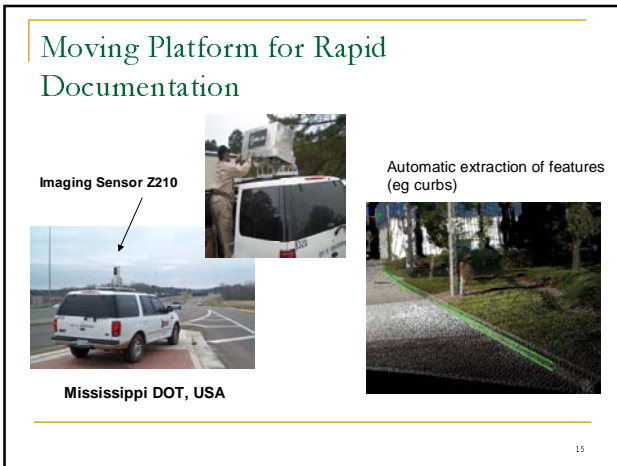 Moving Platform for Rapid
Documentation
Imaging Sensor Z210
Automatic extraction of features
(eg curbs)
Mississippi DOT, USA
15